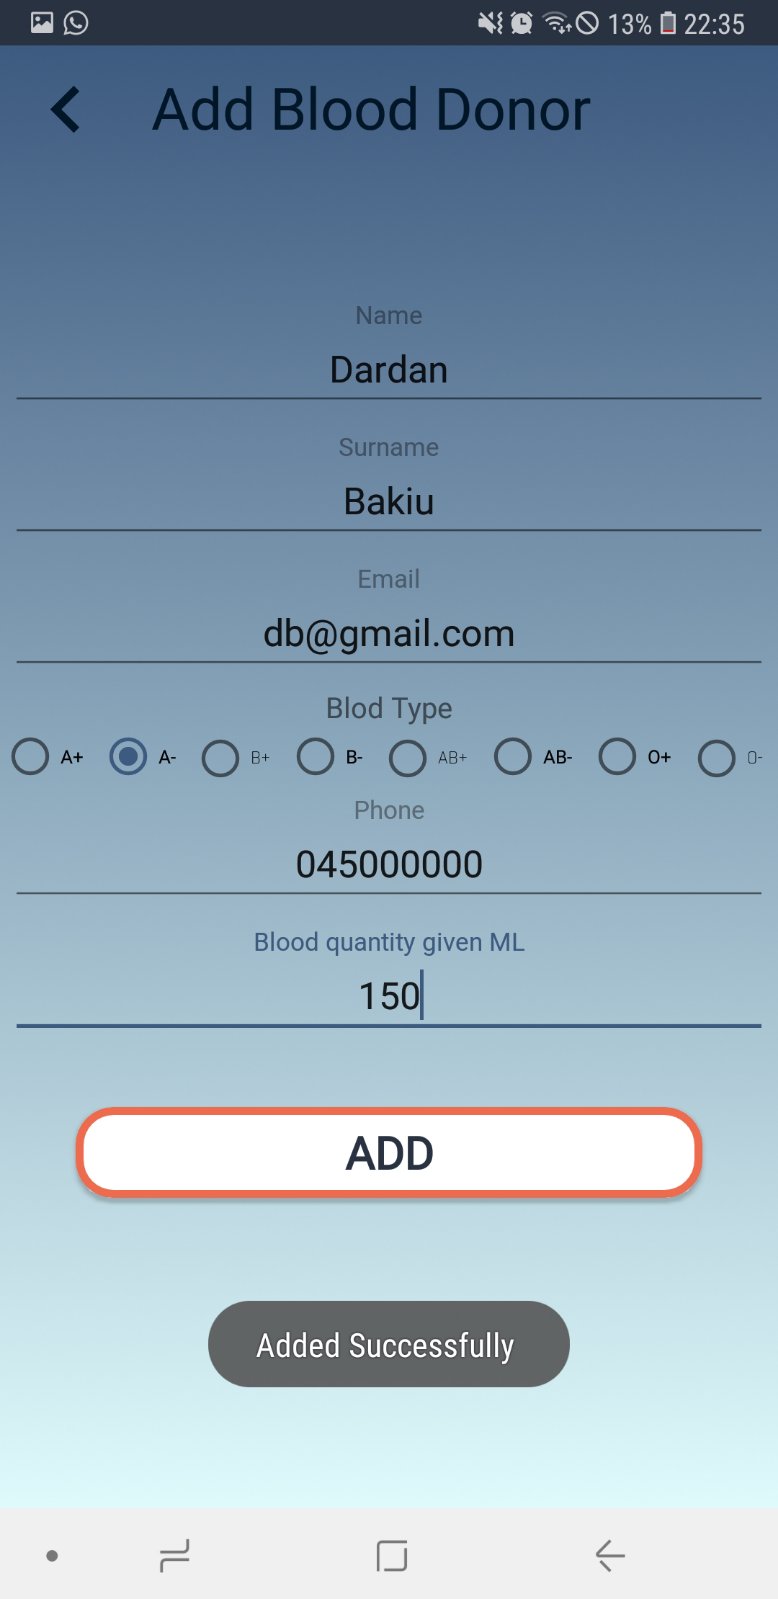 13% 22:35
Add Blood Donor
Name
Dardan
Surname
Bakiu
Email
db@gmail.com
Blod Type
A+ A- B+ B- AB+ AB- O+ O-
Phone
045000000
Blood quantity given ML
150
ADD
Added Successfully